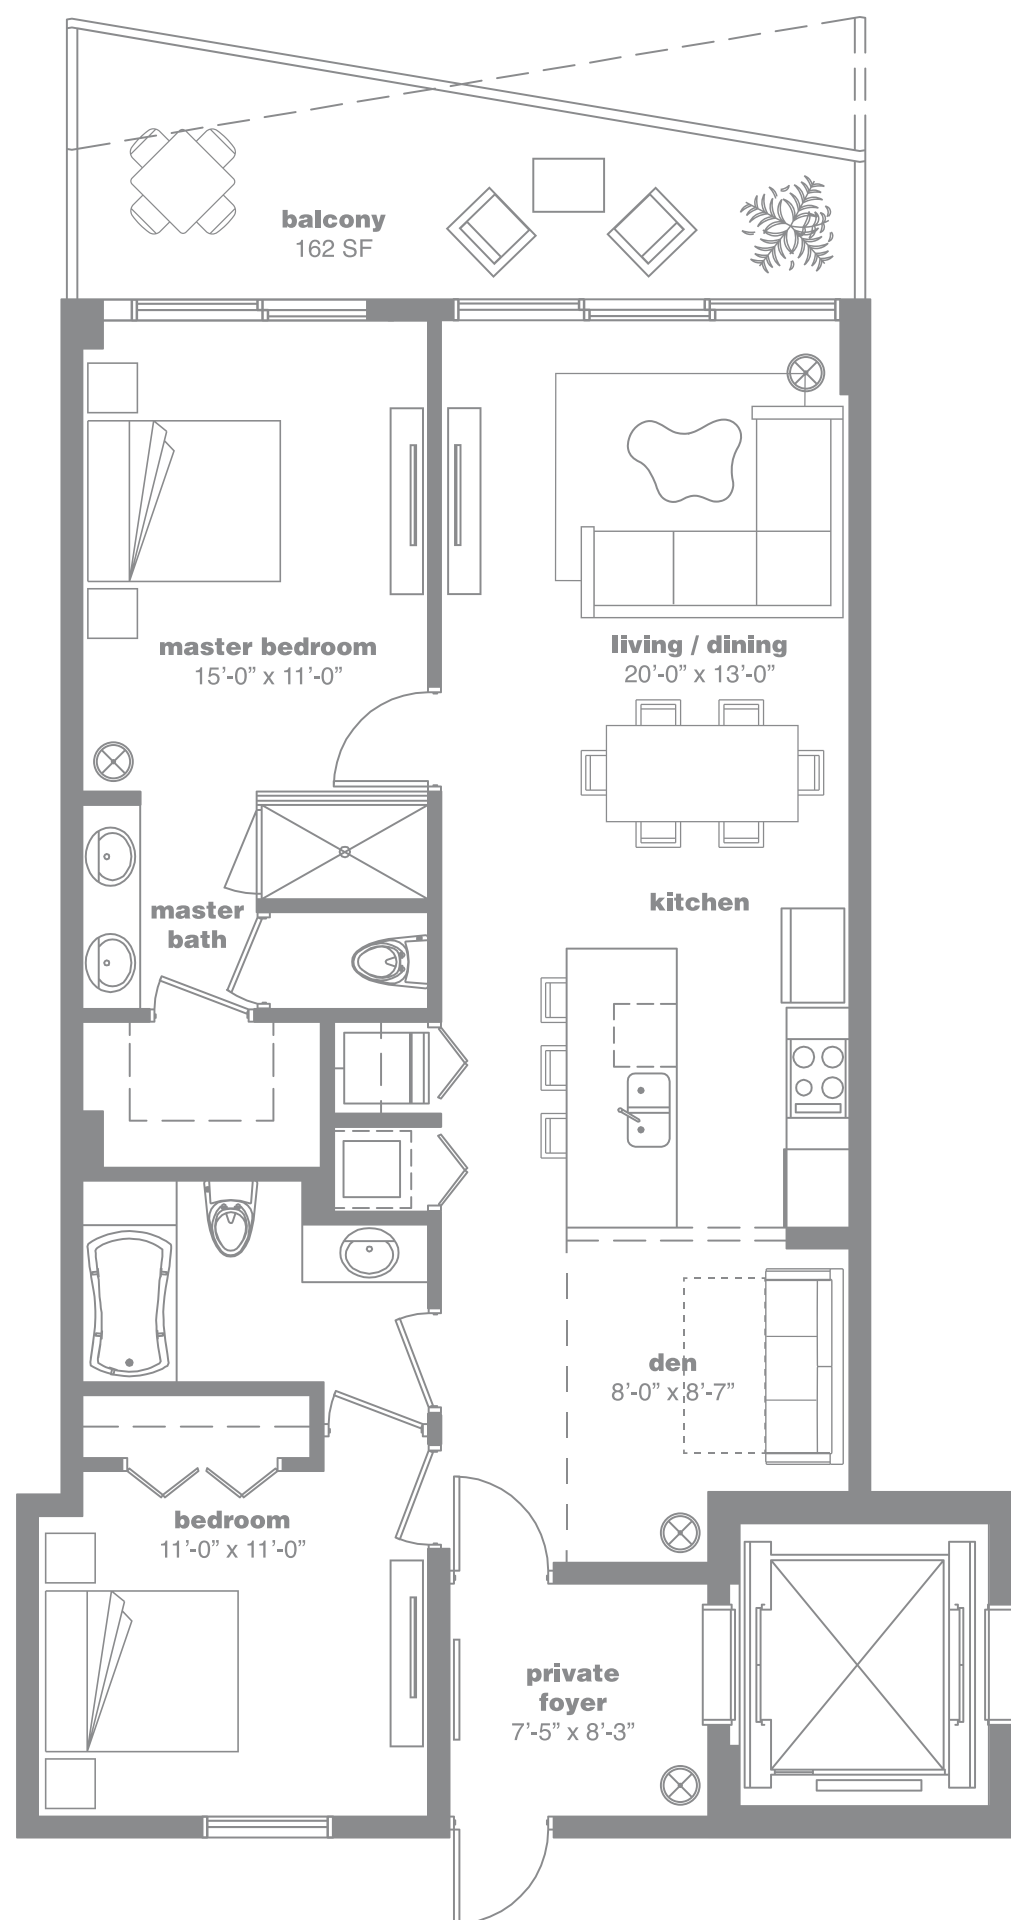 balcony
162 SF
master bedroom
15’-0” x 11’-0”
living / dining
20’-0” x 13’-0”
kitchen
master
bath
den
8’-0” x 8’-7”
bedroom
11’-0” x 11’-0”
private
foyer
7’-5” x 8’-3”